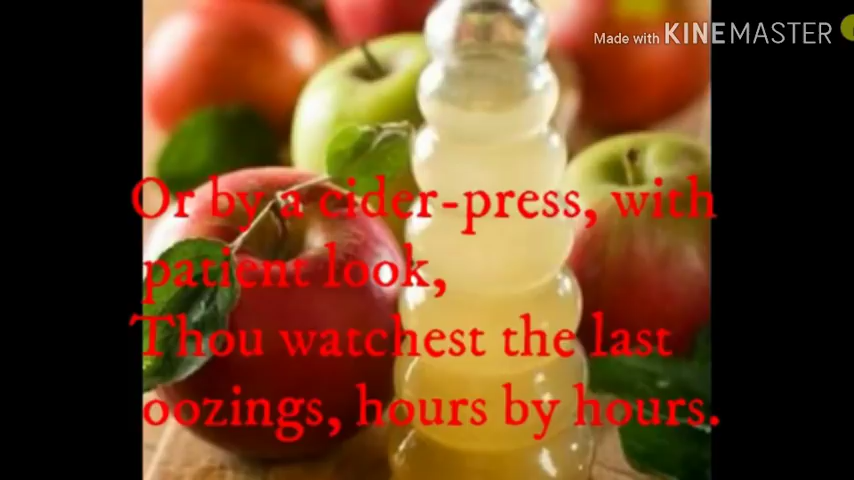 Made with KINEMASTER
Or by a cider-press, with
patient look,
Thou watchest the last
oozings, hours by hours.